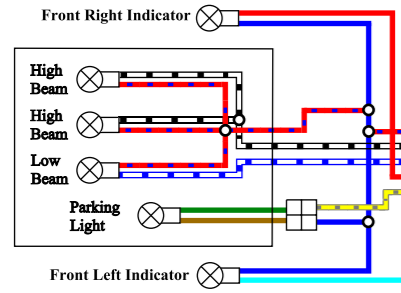 Front Right Indicator
High
Beam
High
Beam
Low
Beam
Parking
Light
Front Left Indicator